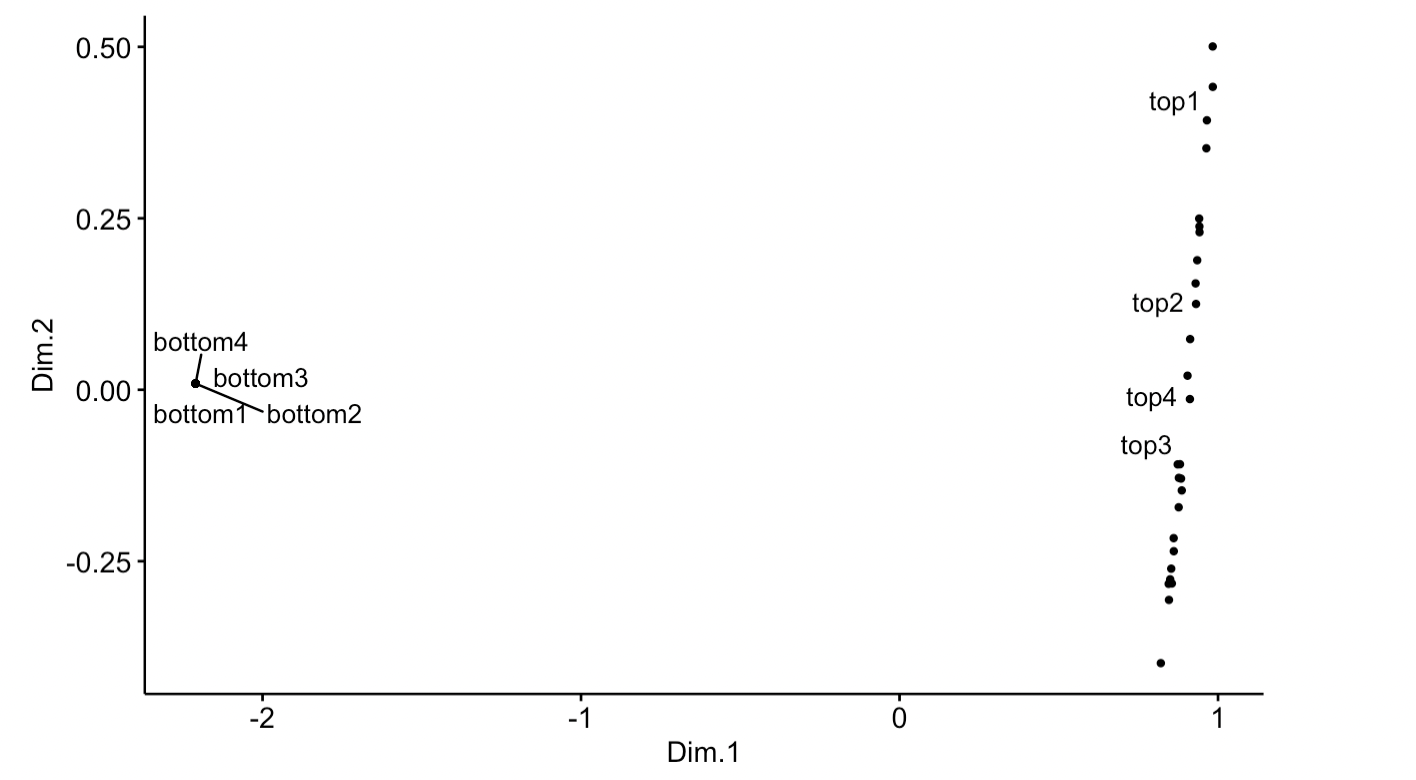 0.50
top1
0.25
top2
bottom4
bottom3
0.00
top4
bottom1
bottom2
top3
-0.25
-2
-1
0
1
Dim.1
Dim.2